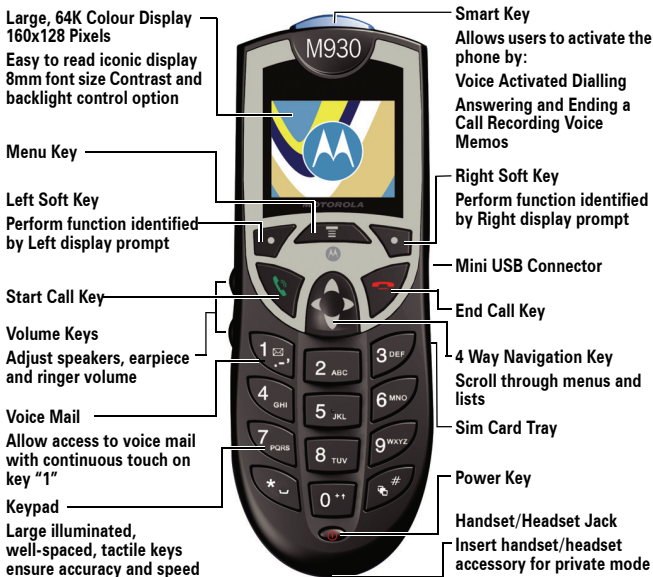 Large, 64K Colour Display
160x128 Pixels
Easy to read iconic display
8mm font size Contrast and
backlight control option
Menu Key
Left Soft Key
Perform function identified
by Left display prompt
Start Call Key
Volume Keys
Adjust speakers, earpiece
and ringer volume
Voice Mail
Allow access to voice mail
with continuous touch on
key “1”
Keypad
Large illuminated,
well-spaced, tactile keys
ensure accuracy and speed
M930
MOTOROLA
1 .-,
2 ABC
3 DEF
4 GHI
5 JKL
6 MNO
7 PQRS
8 TUV
9 WXYZ
*
0 +
#
Smart Key
Allows users to activate the
phone by:
Voice Activated Dialling
Answering and Ending a
Call Recording Voice
Memos
Right Soft Key
Perform function identified
by Right display prompt
Mini USB Connector
End Call Key
4 Way Navigation Key
Scroll through menus and
lists
Sim Card Tray
Power Key
Handset/Headset Jack
Insert handset/headset
accessory for private mode